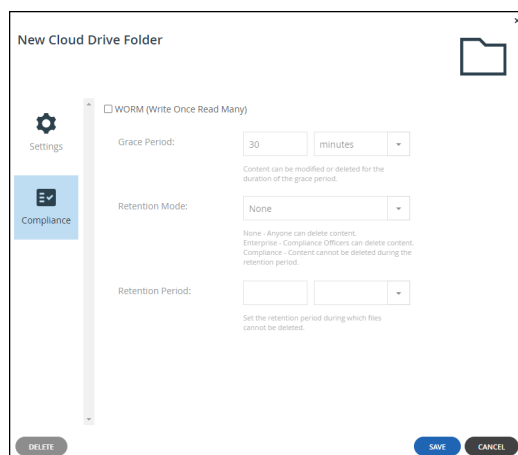 New Cloud Drive Folder
Settings
Compliance
WORM (Write Once Read Many)
Grace Period:
30
minutes
Content can be modified or deleted for the
duration of the grace period.
Retention Mode:
None
None - Anyone can delete content.
Enterprise - Compliance Officers can delete content.
Compliance - Content cannot be deleted during the
retention period.
Retention Period:
Set the retention period during which files
cannot be deleted.
DELETE
SAVE
CANCEL